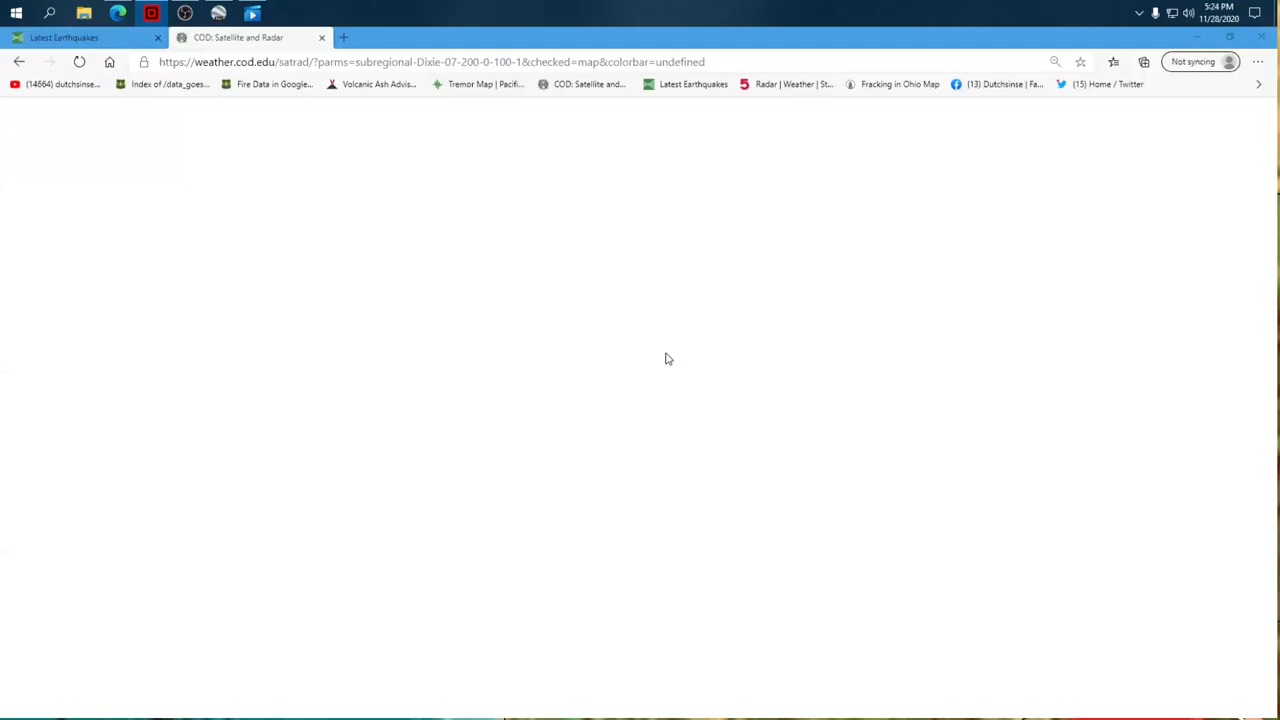 5:24 PM
11/28/2020
Latest Earthquakes
COD: Satellite and Radar
https://weather.cod.edu/satrad/?parms=subregional-Dixie-07-200-0-100-1&checked=map&colorbar=undefined
Not syncing
(14664) dutchsinse...
Index of /data_goes...
Fire Data in Google...
Volcanic Ash Advis...
Tremor Map | Pacifi...
COD: Satellite and...
Latest Earthquakes
5 Radar | Weather | St...
Fracking in Ohio Map
(13) Dutchsinse | Fa...
(15) Home / Twitter